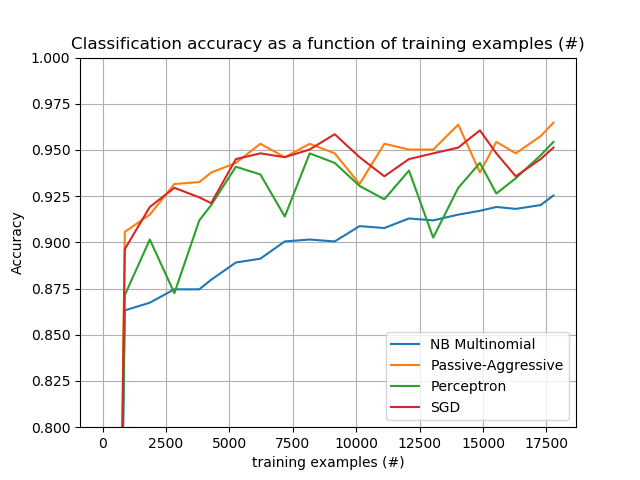 Classification accuracy as a function of training examples (#)
1.000
0.975
0.950
0.925
0.900
0.875
0.850
0.825
0.800
Accuracy
NB Multinomial
Passive-Aggressive
Perceptron
SGD
0 2500 5000 7500 10000 12500 15000 17500
training examples (#)